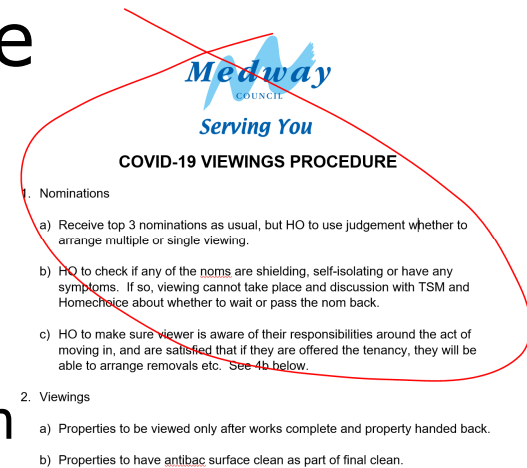 e
Medway
COUNCIL
Serving You
COVID-19 VIEWINGS PROCEDURE
1. Nominations
a) Receive top 3 nominations as usual, but HO to use judgement whether to
arrange multiple or single viewing.
b) HO to check if any of the noms are shielding, self-isolating or have any
symptoms. If so, viewing cannot take place and discussion with TSM and
Homechoice about whether to wait or pass the nom back.
c) HO to make sure viewer is aware of their responsibilities around the act of
moving in, and are satisfied that if they are offered the tenancy, they will be
able to arrange removals etc. See 4b below.
2. Viewings
a) Properties to be viewed only after works complete and property handed back.
b) Properties to have antibac surface clean as part of final clean.